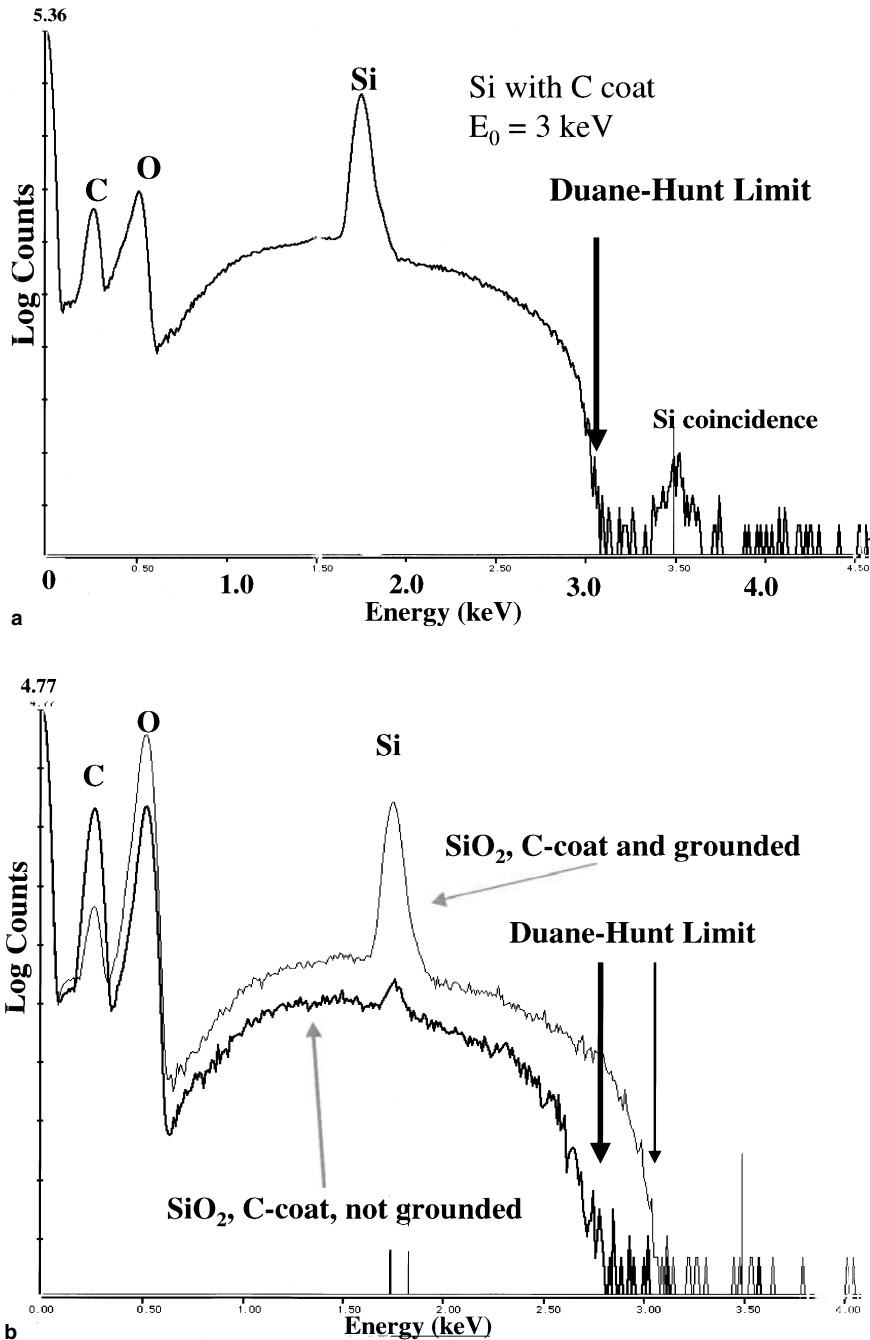 5.36
Si
Si with C coat
E₀ = 3 keV
C
O
Duane-Hunt Limit
Log Counts
Si coincidence
0 0.50 1.0 1.50 2.0 2.50 3.0 3.50 4.0 4.50
Energy (keV)
a
4.77
4.77
O
Si
C
SiO₂, C-coat and grounded
Duane-Hunt Limit
Log Counts
SiO₂, C-coat, not grounded
0.00 0.50 1.00 1.50 2.00 2.50 3.00 3.50 4.00
Energy (keV)
b